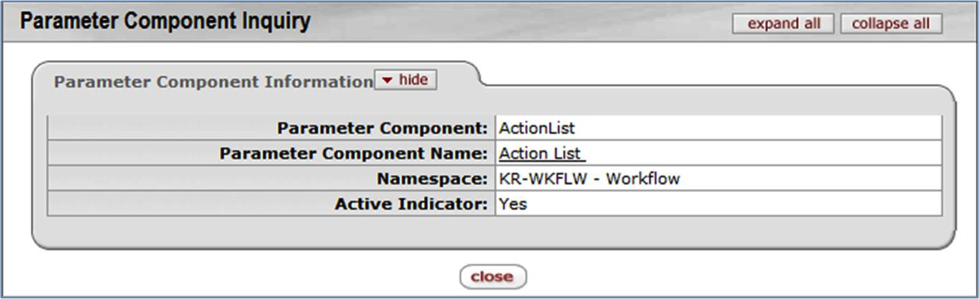 Parameter Component Inquiry expand all collapse all
Parameter Component Information hide
Parameter Component: ActionList
Parameter Component Name: Action List
Namespace: KR-WKFLW - Workflow
Active Indicator: Yes
close